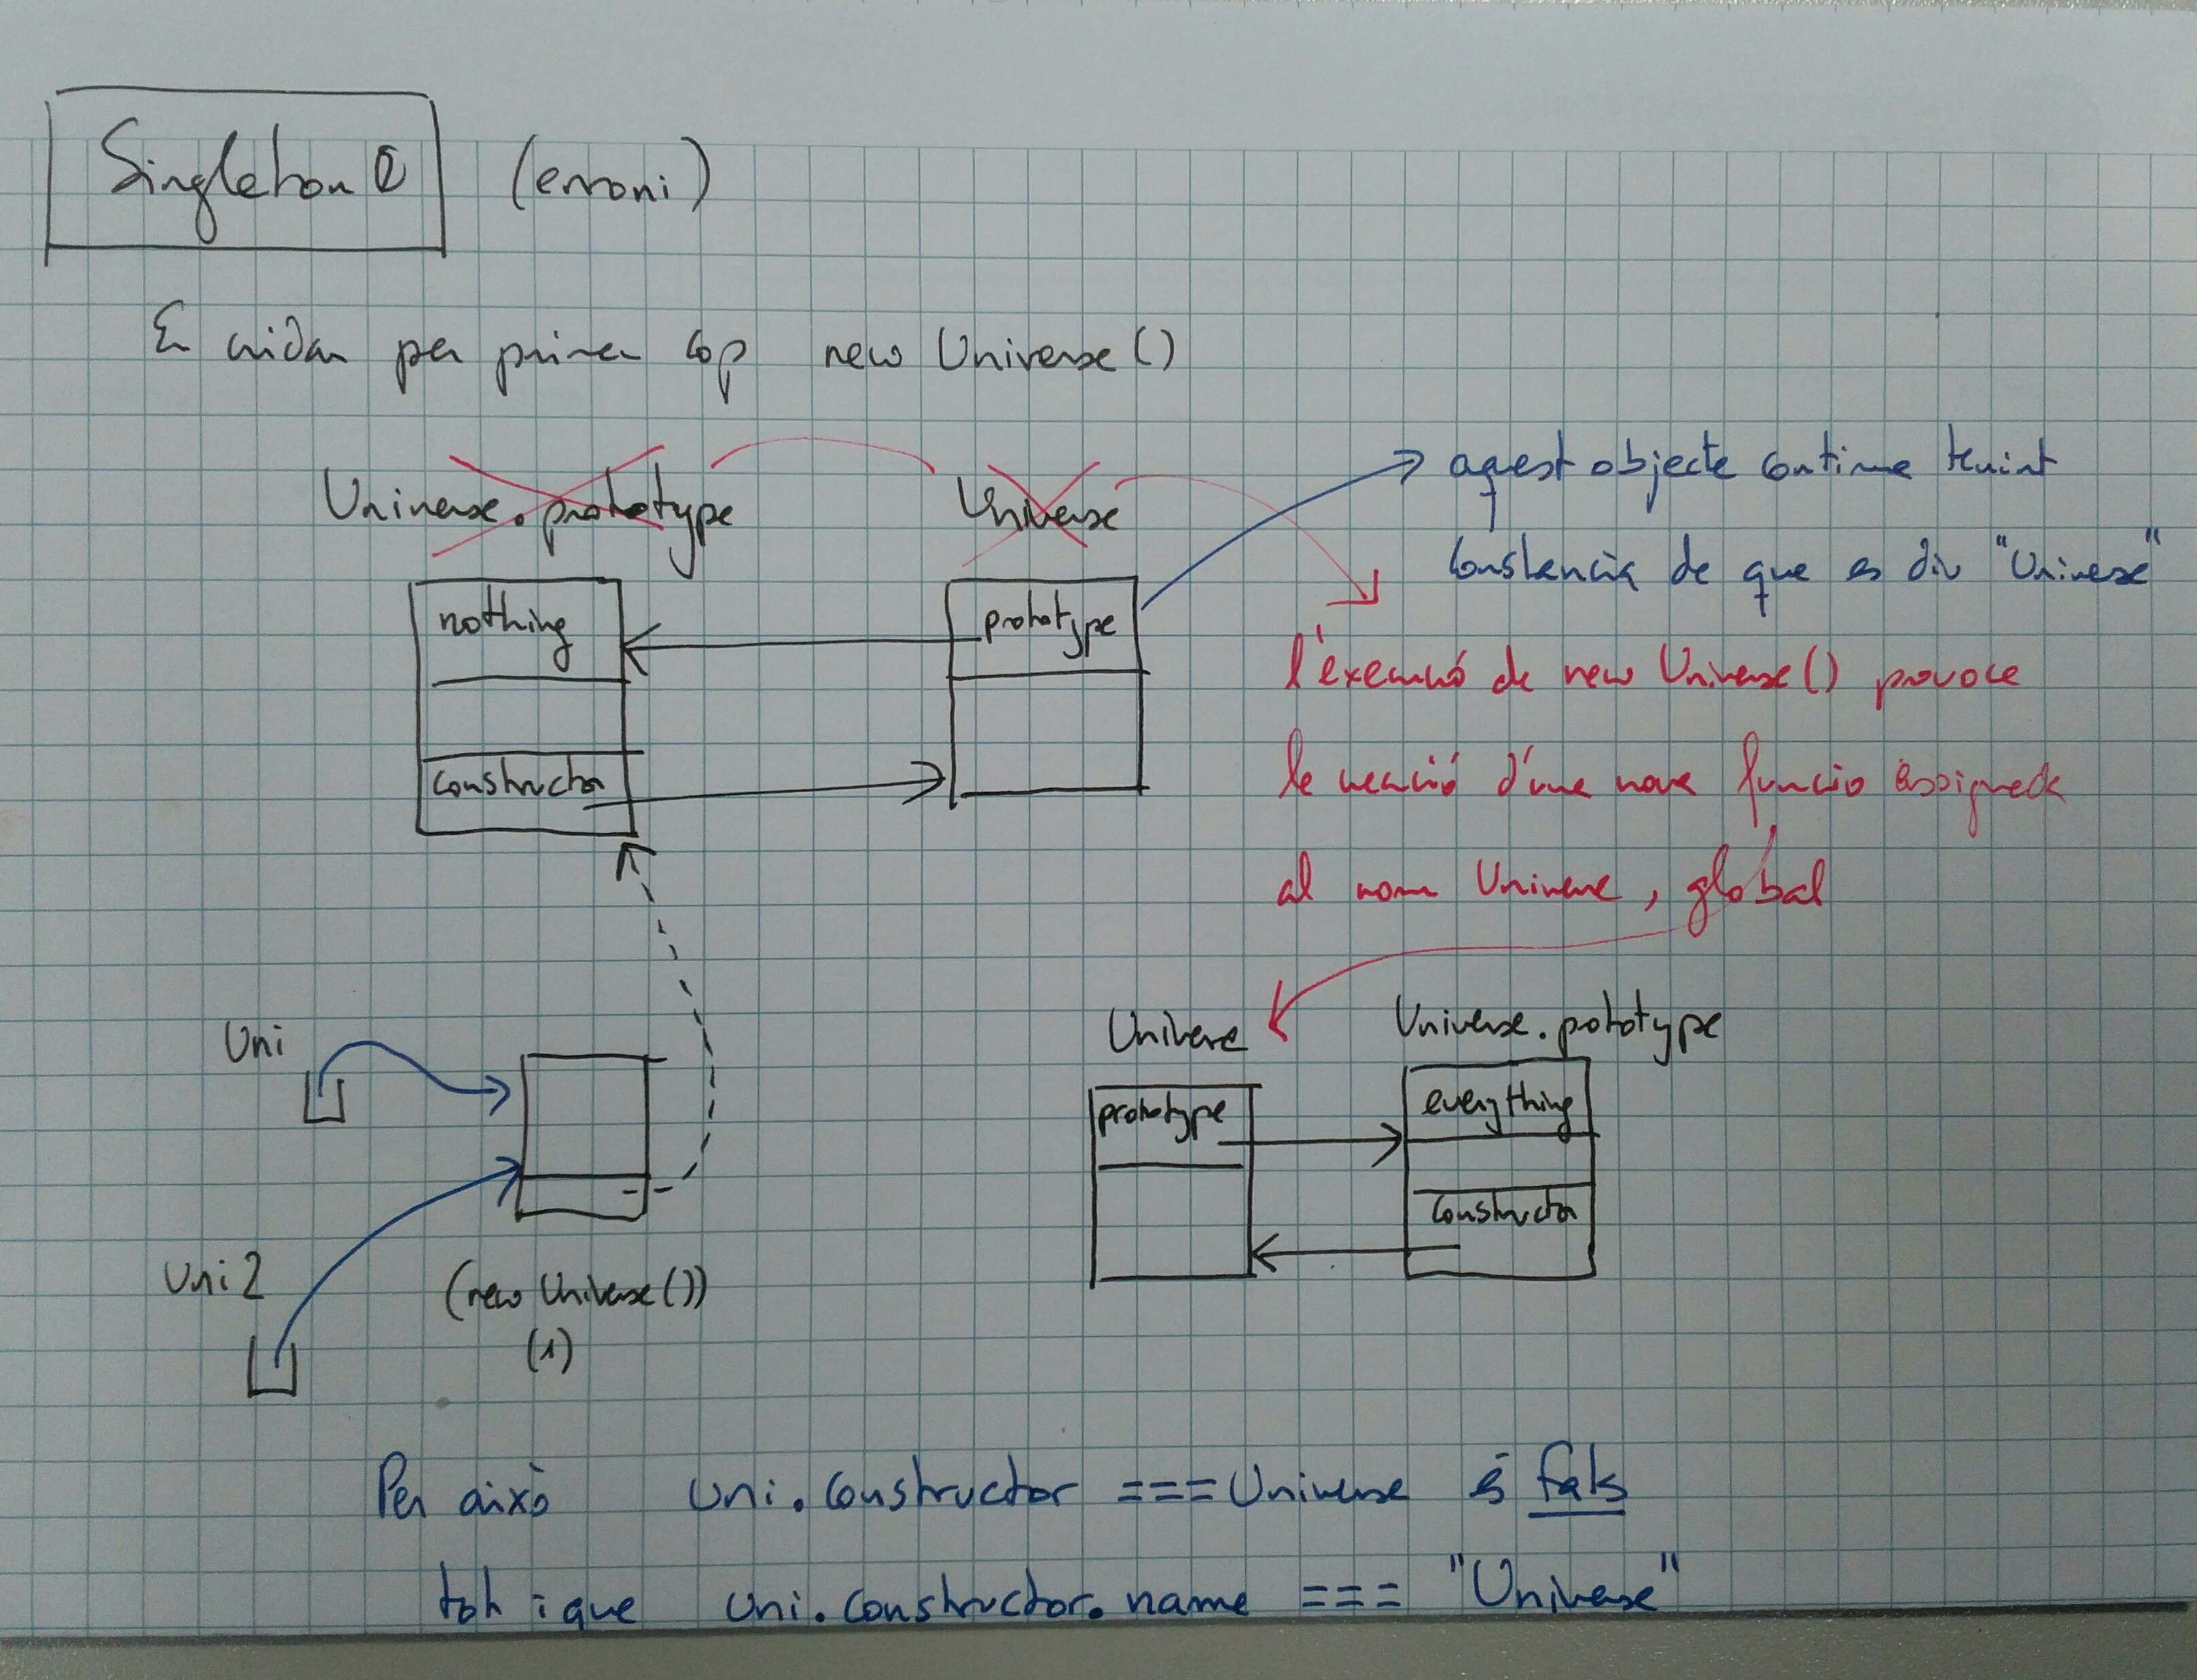 Singleton 0 (erroni)
En cridar per primer cop new Universe()
Universe.prototype
Universe
aquest objecte continua tenint
constancia de que es diu "Universe"
nothing
prototype
constructor
l'execució de new Universe() provoca
la creació d'una nova funcio assignada
al nom Universe, global
Uni
Universe
Universe.prototype
prototype
everything
constructor
Uni2
(new Universe())
(1)
Per això uni.constructor === Universe és fals
tot i que uni.constructor.name === "Universe"